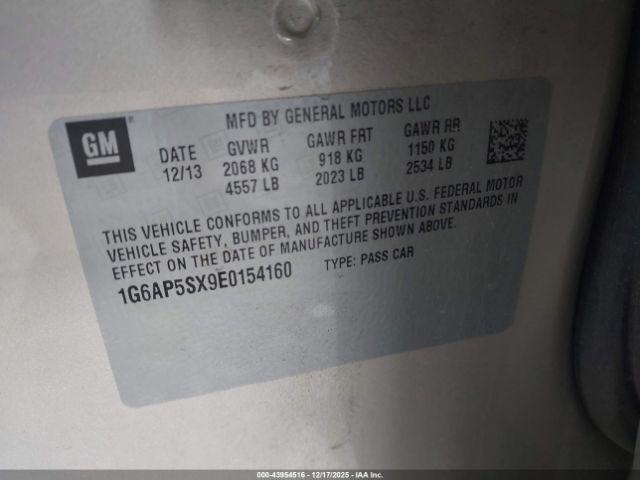 GM
MFD BY GENERAL MOTORS LLC
DATE GVWR GAWR FRT GAWR RR
12/13 2068 KG 918 KG 1150 KG
4557 LB 2023 LB 2534 LB
THIS VEHICLE CONFORMS TO ALL APPLICABLE U.S. FEDERAL MOTOR
VEHICLE SAFETY, BUMPER, AND THEFT PREVENTION STANDARDS IN
EFFECT ON THE DATE OF MANUFACTURE SHOWN ABOVE.
1G6AP5SX9E0154160 TYPE: PASS CAR
000-43954516 - 12/17/2025 - IAA Inc.